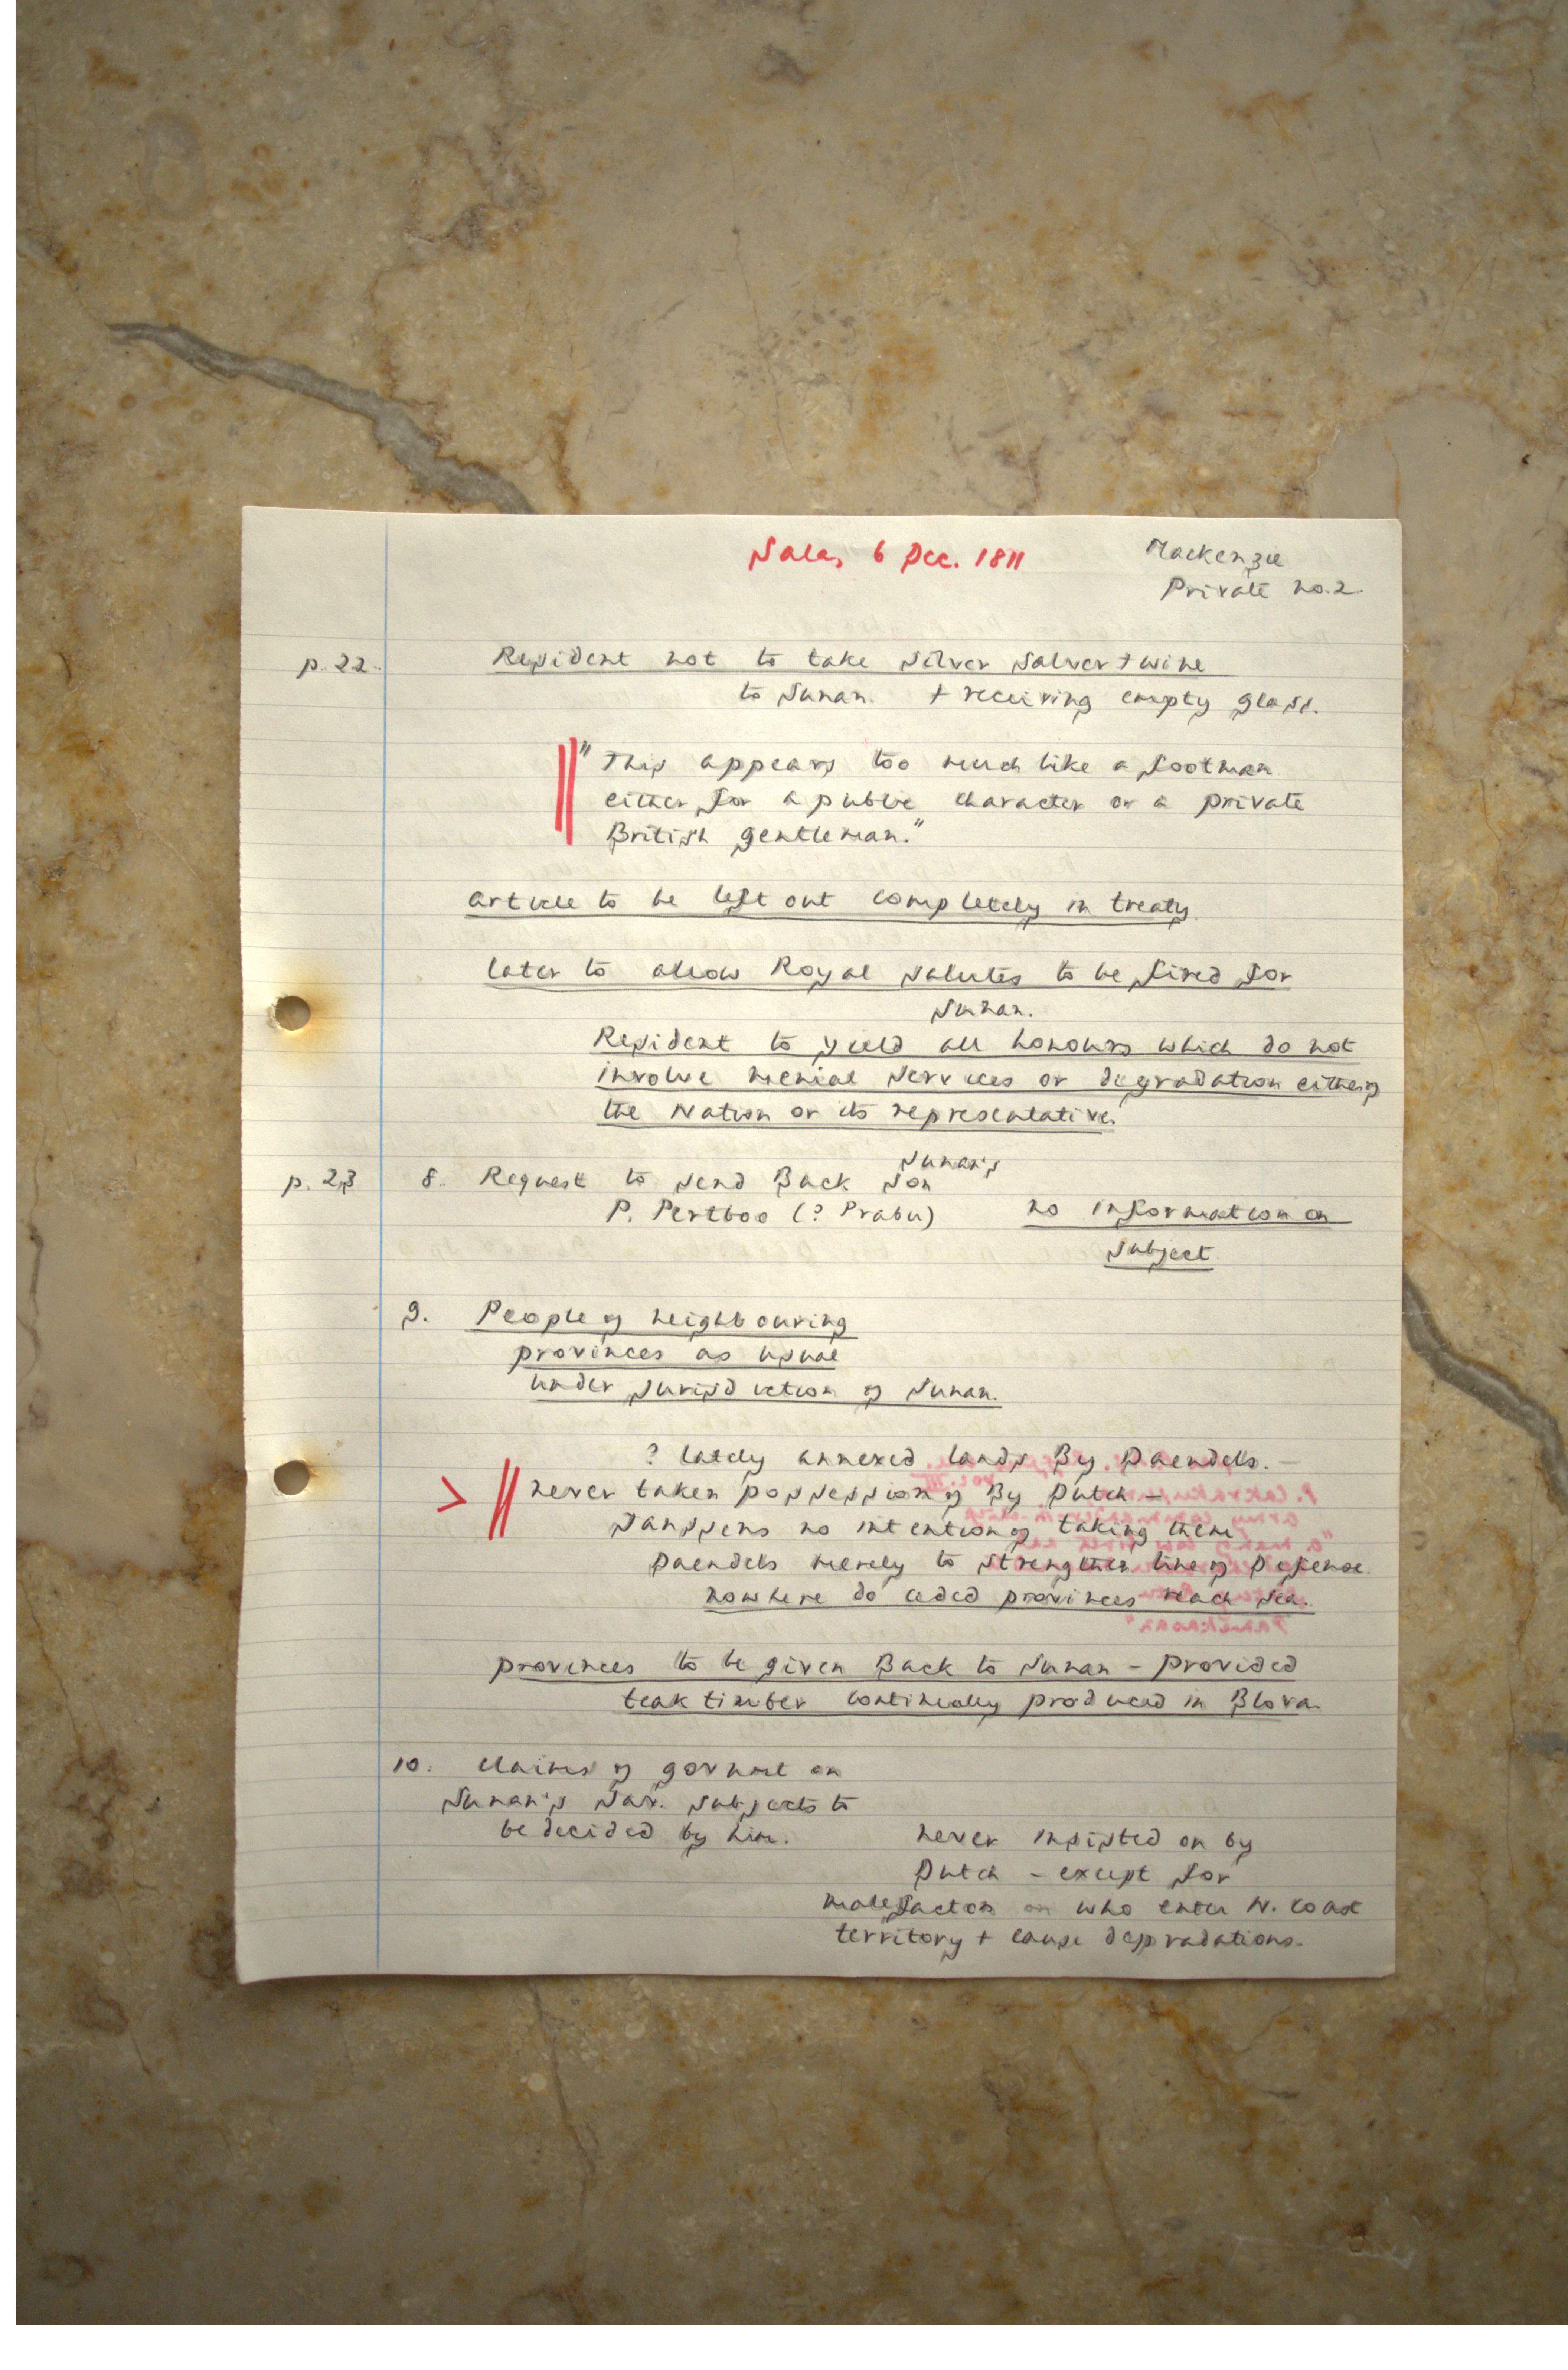 Sala, 6 Dec. 1811
Mackenzie
Private no. 2.
p. 22. Resident not to take silver salver + wine
to Sunan. + receiving empty glass.
" This appears too much like a footman
either for a public character or a private
British gentleman."
article to be left out completely in treaty
later to allow Royal salutes to be fired for
Sunan.
Resident to yield all honours which do not
involve menial services or degradation either of
the Nation or its representative.
p. 23 8. Request to send Back Sunan's son
P. Pertboo (? Prabu) no information on
subject
9. People of neighbouring
provinces as usual
under jurisdiction of Sunan.
? lately annexed lands By Daendels. —
> never taken possession of By Dutch —
Janssens no intention of taking them
Daendels merely to strengthen line of Defense.
nowhere do ceded provinces reach sea.
provinces to be given Back to Sunan - provided
teak timber continually produced in Blora.
10. claims of govnmt on
Sunan's Jav. subjects to
be decided by him.
never insisted on by
Dutch - except for
malefactors who enter N. coast
territory + cause depradations.